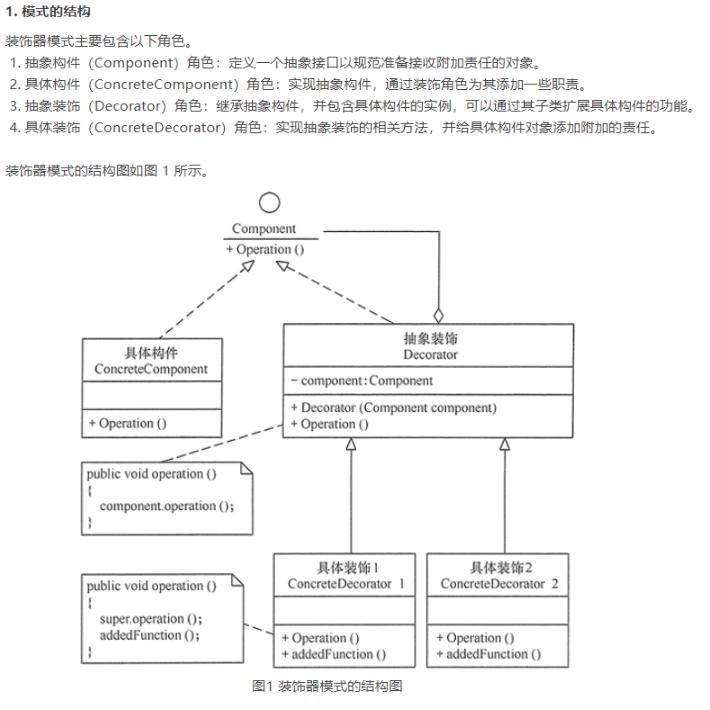 1. 模式的结构
装饰器模式主要包含以下角色。
1. 抽象构件（Component）角色：定义一个抽象接口以规范准备接收附加责任的对象。
2. 具体构件（ConcreteComponent）角色：实现抽象构件，通过装饰角色为其添加一些职责。
3. 抽象装饰（Decorator）角色：继承抽象构件，并包含具体构件的实例，可以通过其子类扩展具体构件的功能。
4. 具体装饰（ConcreteDecorator）角色：实现抽象装饰的相关方法，并给具体构件对象添加附加的责任。
装饰器模式的结构图如图 1 所示。
Component
+ Operation ()
具体构件
ConcreteComponent
+ Operation ()
抽象装饰
Decorator
- component:Component
+ Decorator (Component component)
+ Operation ()
public void operation ()
{
component.operation ();
}
public void operation ()
{
super.operation ();
addedFunction ();
}
具体装饰1
ConcreteDecorator 1
+ Operation ()
+ addedFunction ()
具体装饰2
ConcreteDecorator 2
+ Operation ()
+ addedFunction ()
图1 装饰器模式的结构图